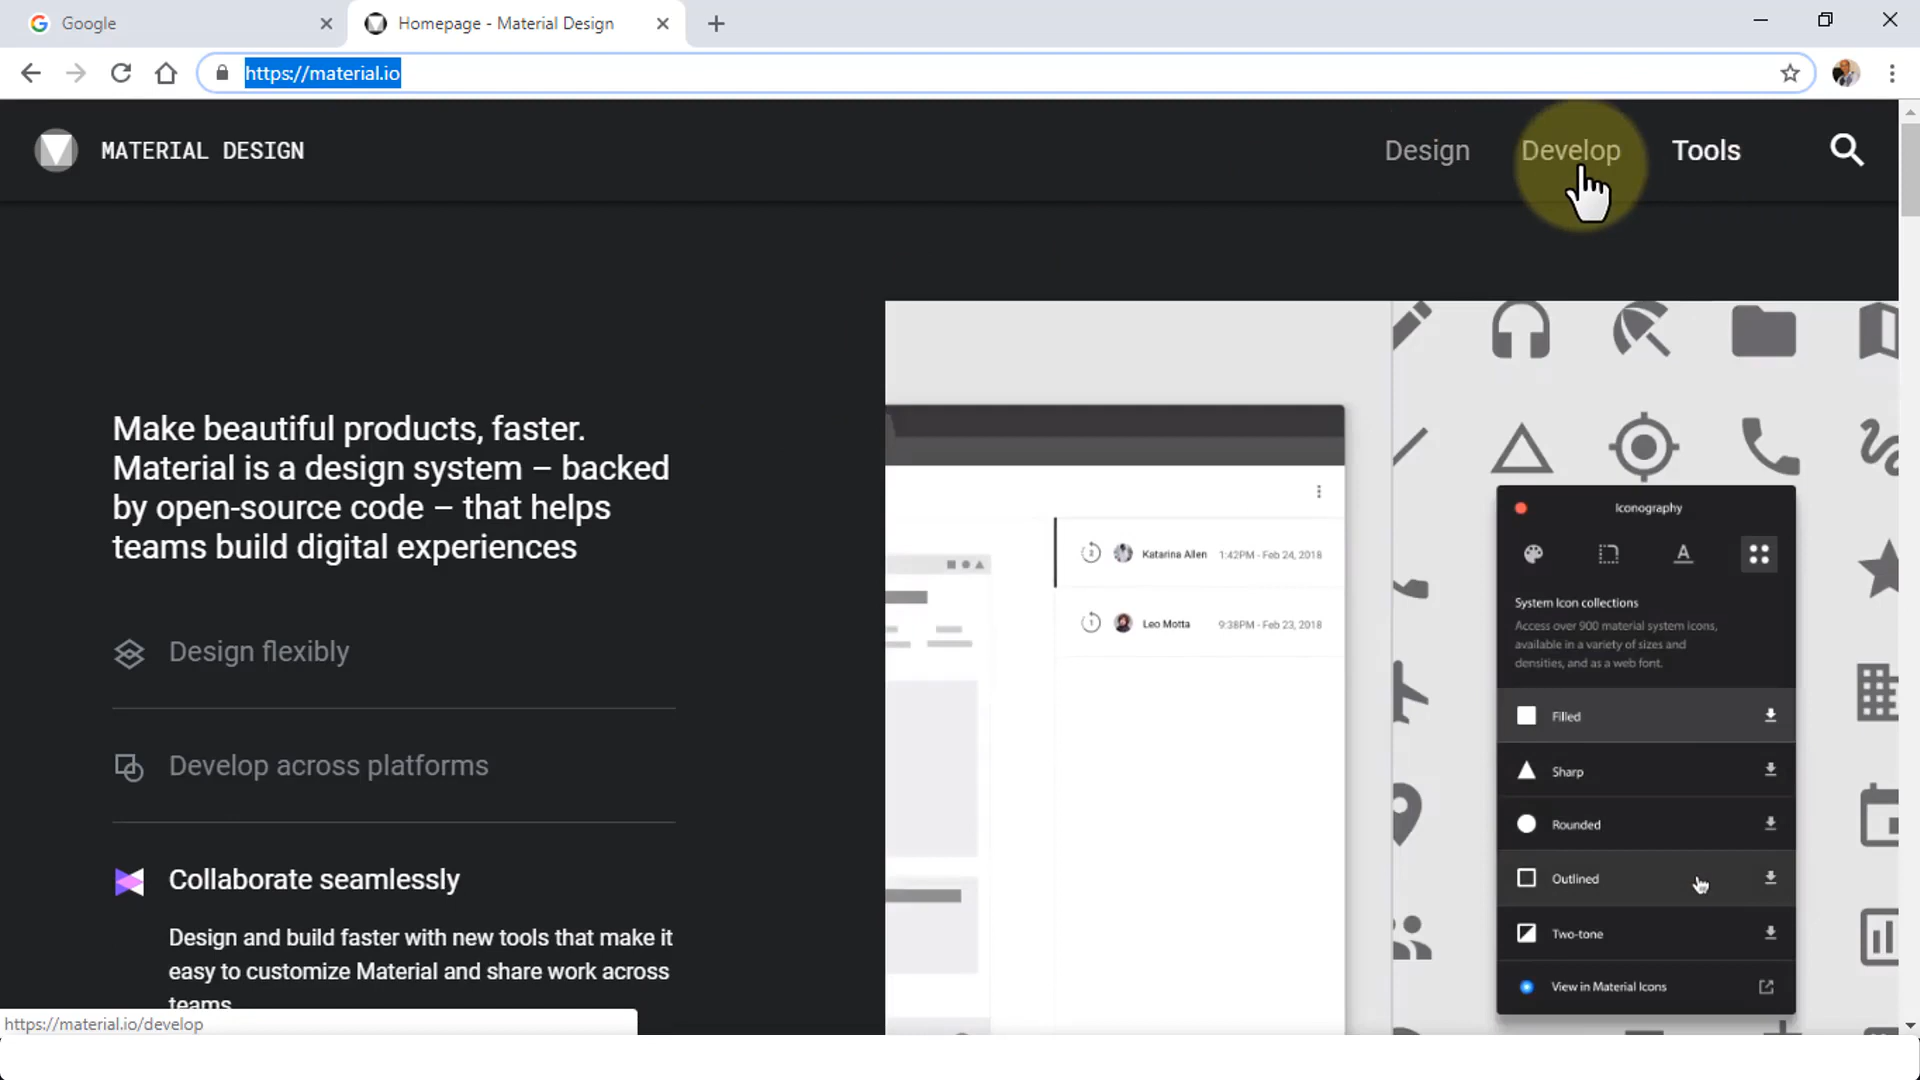 Google
Homepage - Material Design
https://material.io
MATERIAL DESIGN
Design
Develop
Tools
Make beautiful products, faster.
Material is a design system – backed
by open-source code – that helps
teams build digital experiences
Design flexibly
Develop across platforms
Collaborate seamlessly
Design and build faster with new tools that make it
easy to customize Material and share work across
teams
2 Katarina Allen 1:42PM - Feb 24, 2018
1 Leo Motta 9:38PM - Feb 23, 2018
Iconography
System Icon collections
Access over 900 material system icons,
available in a variety of sizes and
densities, and as a web font.
Filled
Sharp
Rounded
Outlined
Two-tone
View in Material Icons
https://material.io/develop